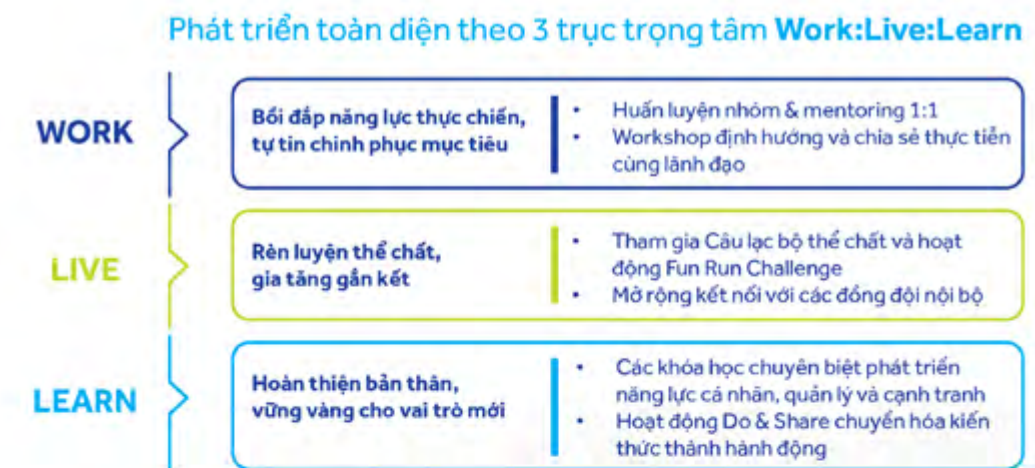 Phát triển toàn diện theo 3 trục trọng tâm Work:Live:Learn
WORK
Bồi đắp năng lực thực chiến,
tự tin chinh phục mục tiêu
• Huấn luyện nhóm & mentoring 1:1
• Workshop định hướng và chia sẻ thực tiễn
cùng lãnh đạo
LIVE
Rèn luyện thể chất,
gia tăng gắn kết
• Tham gia Câu lạc bộ thể chất và hoạt
động Fun Run Challenge
• Mở rộng kết nối với các đồng đội nội bộ
LEARN
Hoàn thiện bản thân,
vững vàng cho vai trò mới
• Các khóa học chuyên biệt phát triển
năng lực cá nhân, quản lý và cạnh tranh
• Hoạt động Do & Share chuyển hóa kiến
thức thành hành động